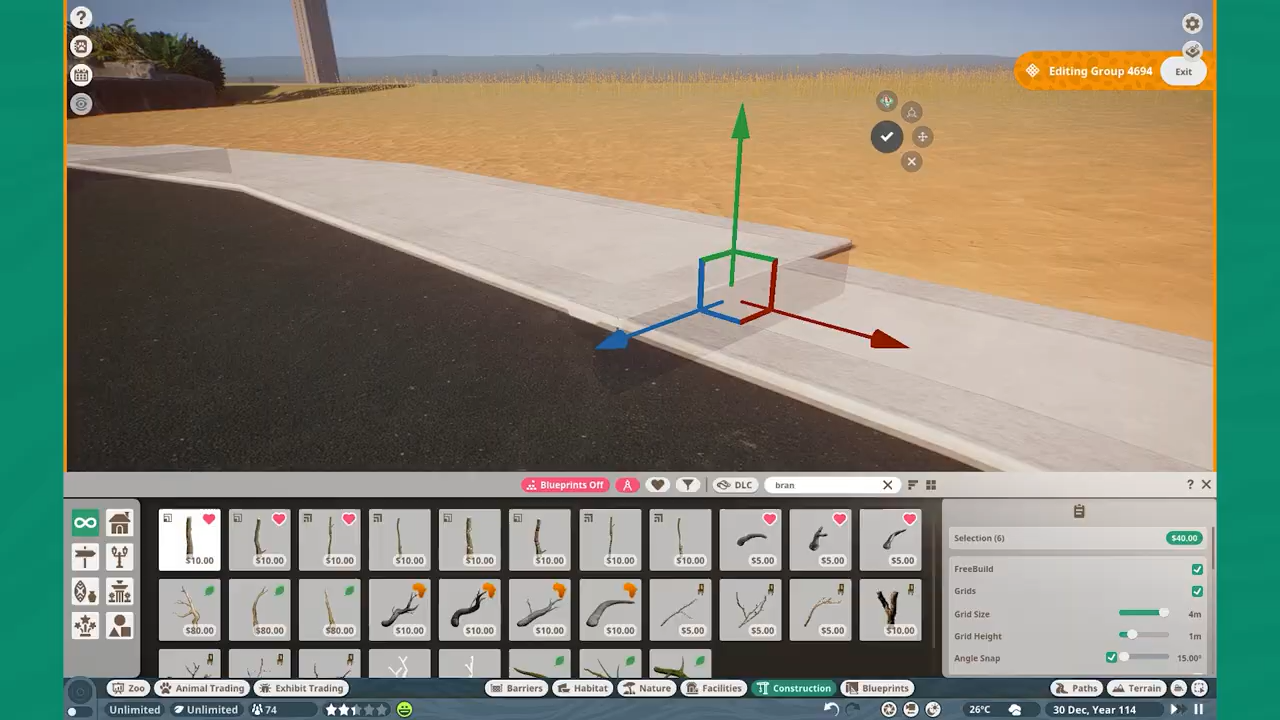 ?
Editing Group 4694 Exit
Blueprints Off DLC bran ?
$10.00 $10.00 $10.00 $10.00 $10.00 $10.00 $10.00 $10.00 $5.00 $5.00 $5.00
$80.00 $80.00 $80.00 $10.00 $10.00 $10.00 $10.00 $5.00 $5.00 $5.00 $10.00
Selection (6) $40.00
FreeBuild
Grids
Grid Size 4m
Grid Height 1m
Angle Snap 15.00°
Zoo Animal Trading Exhibit Trading Barriers Habitat Nature Facilities Construction Blueprints Paths Terrain
Unlimited Unlimited 74 26°C 30 Dec, Year 114